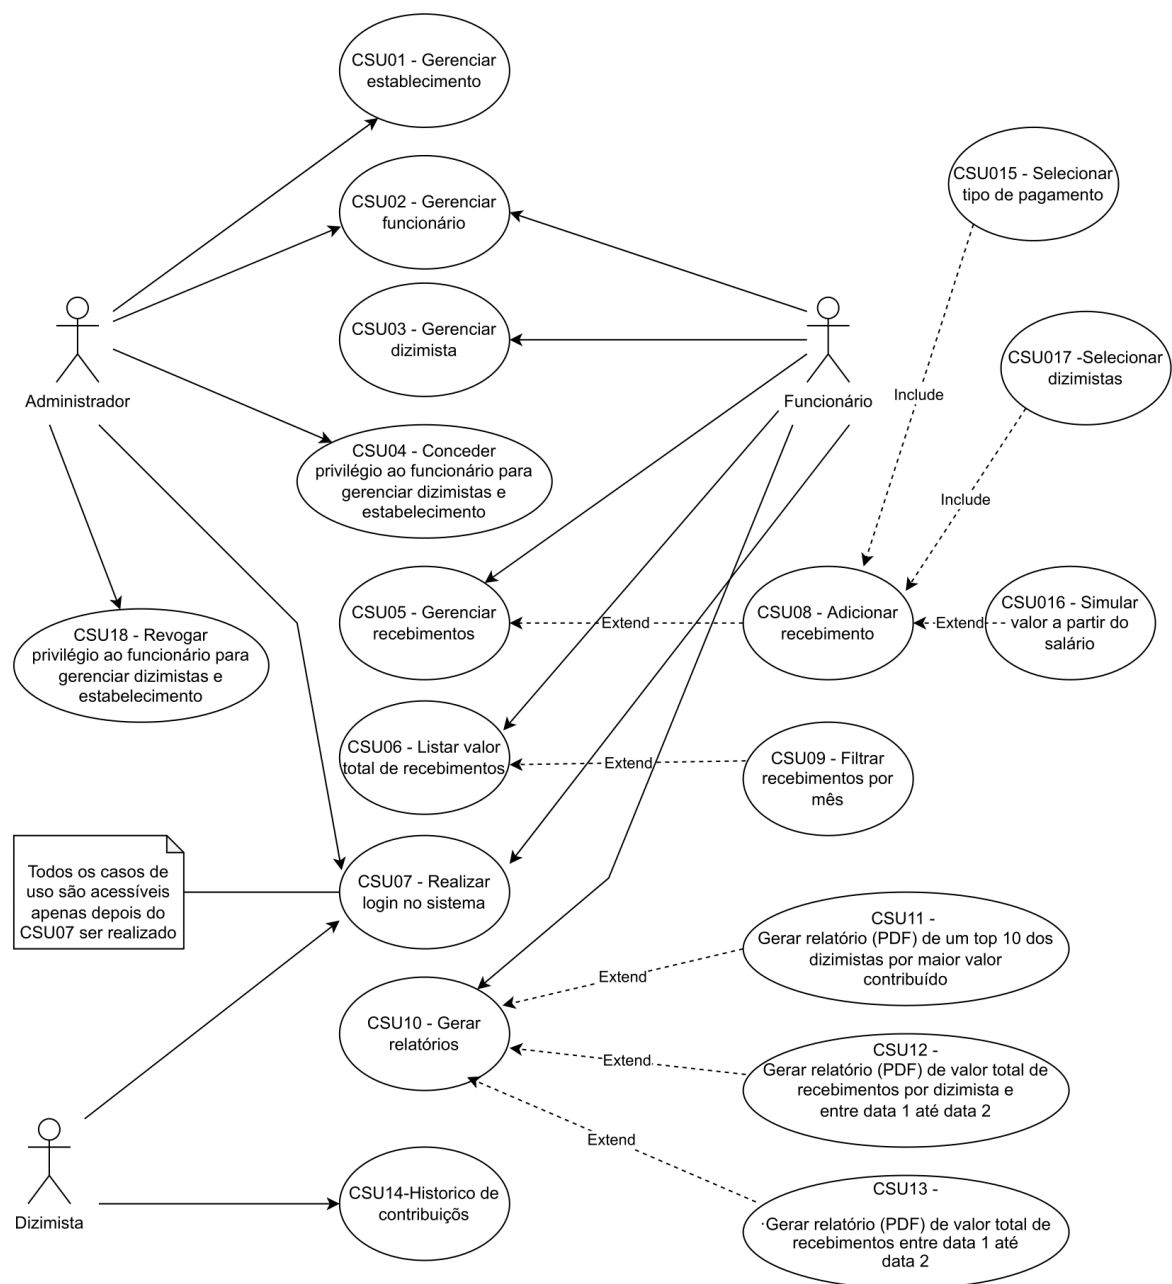 CSU01 - Gerenciar
establecimento
CSU02 - Gerenciar
funcionário
CSU03 - Gerenciar
dizimista
CSU015 - Selecionar
tipo de pagamento
CSU017 -Selecionar
dizimistas
Administrador
Funcionário
Include
Include
CSU04 - Conceder
privilégio ao funcionário para
gerenciar dizimistas e
estabelecimento
CSU18 - Revogar
privilégio ao funcionário para
gerenciar dizimistas e
estabelecimento
CSU05 - Gerenciar
recebimentos
Extend
CSU08 - Adicionar
recebimento
Extend
CSU016 - Simular
valor a partir do
salário
CSU06 - Listar valor
total de recebimentos
Extend
CSU09 - Filtrar
recebimentos por
mês
Todos os casos de
uso são acessíveis
apenas depois do
CSU07 ser realizado
CSU07 - Realizar
login no sistema
CSU10 - Gerar
relatórios
Extend
CSU11 -
Gerar relatório (PDF) de um top 10 dos
dizimistas por maior valor
contribuído
Extend
CSU12 -
Gerar relatório (PDF) de valor total de
recebimentos por dizimista e
entre data 1 até data 2
Extend
CSU13 -
·Gerar relatório (PDF) de valor total de
recebimentos entre data 1 até
data 2
Dizimista
CSU14-Historico de
contribuiçõs